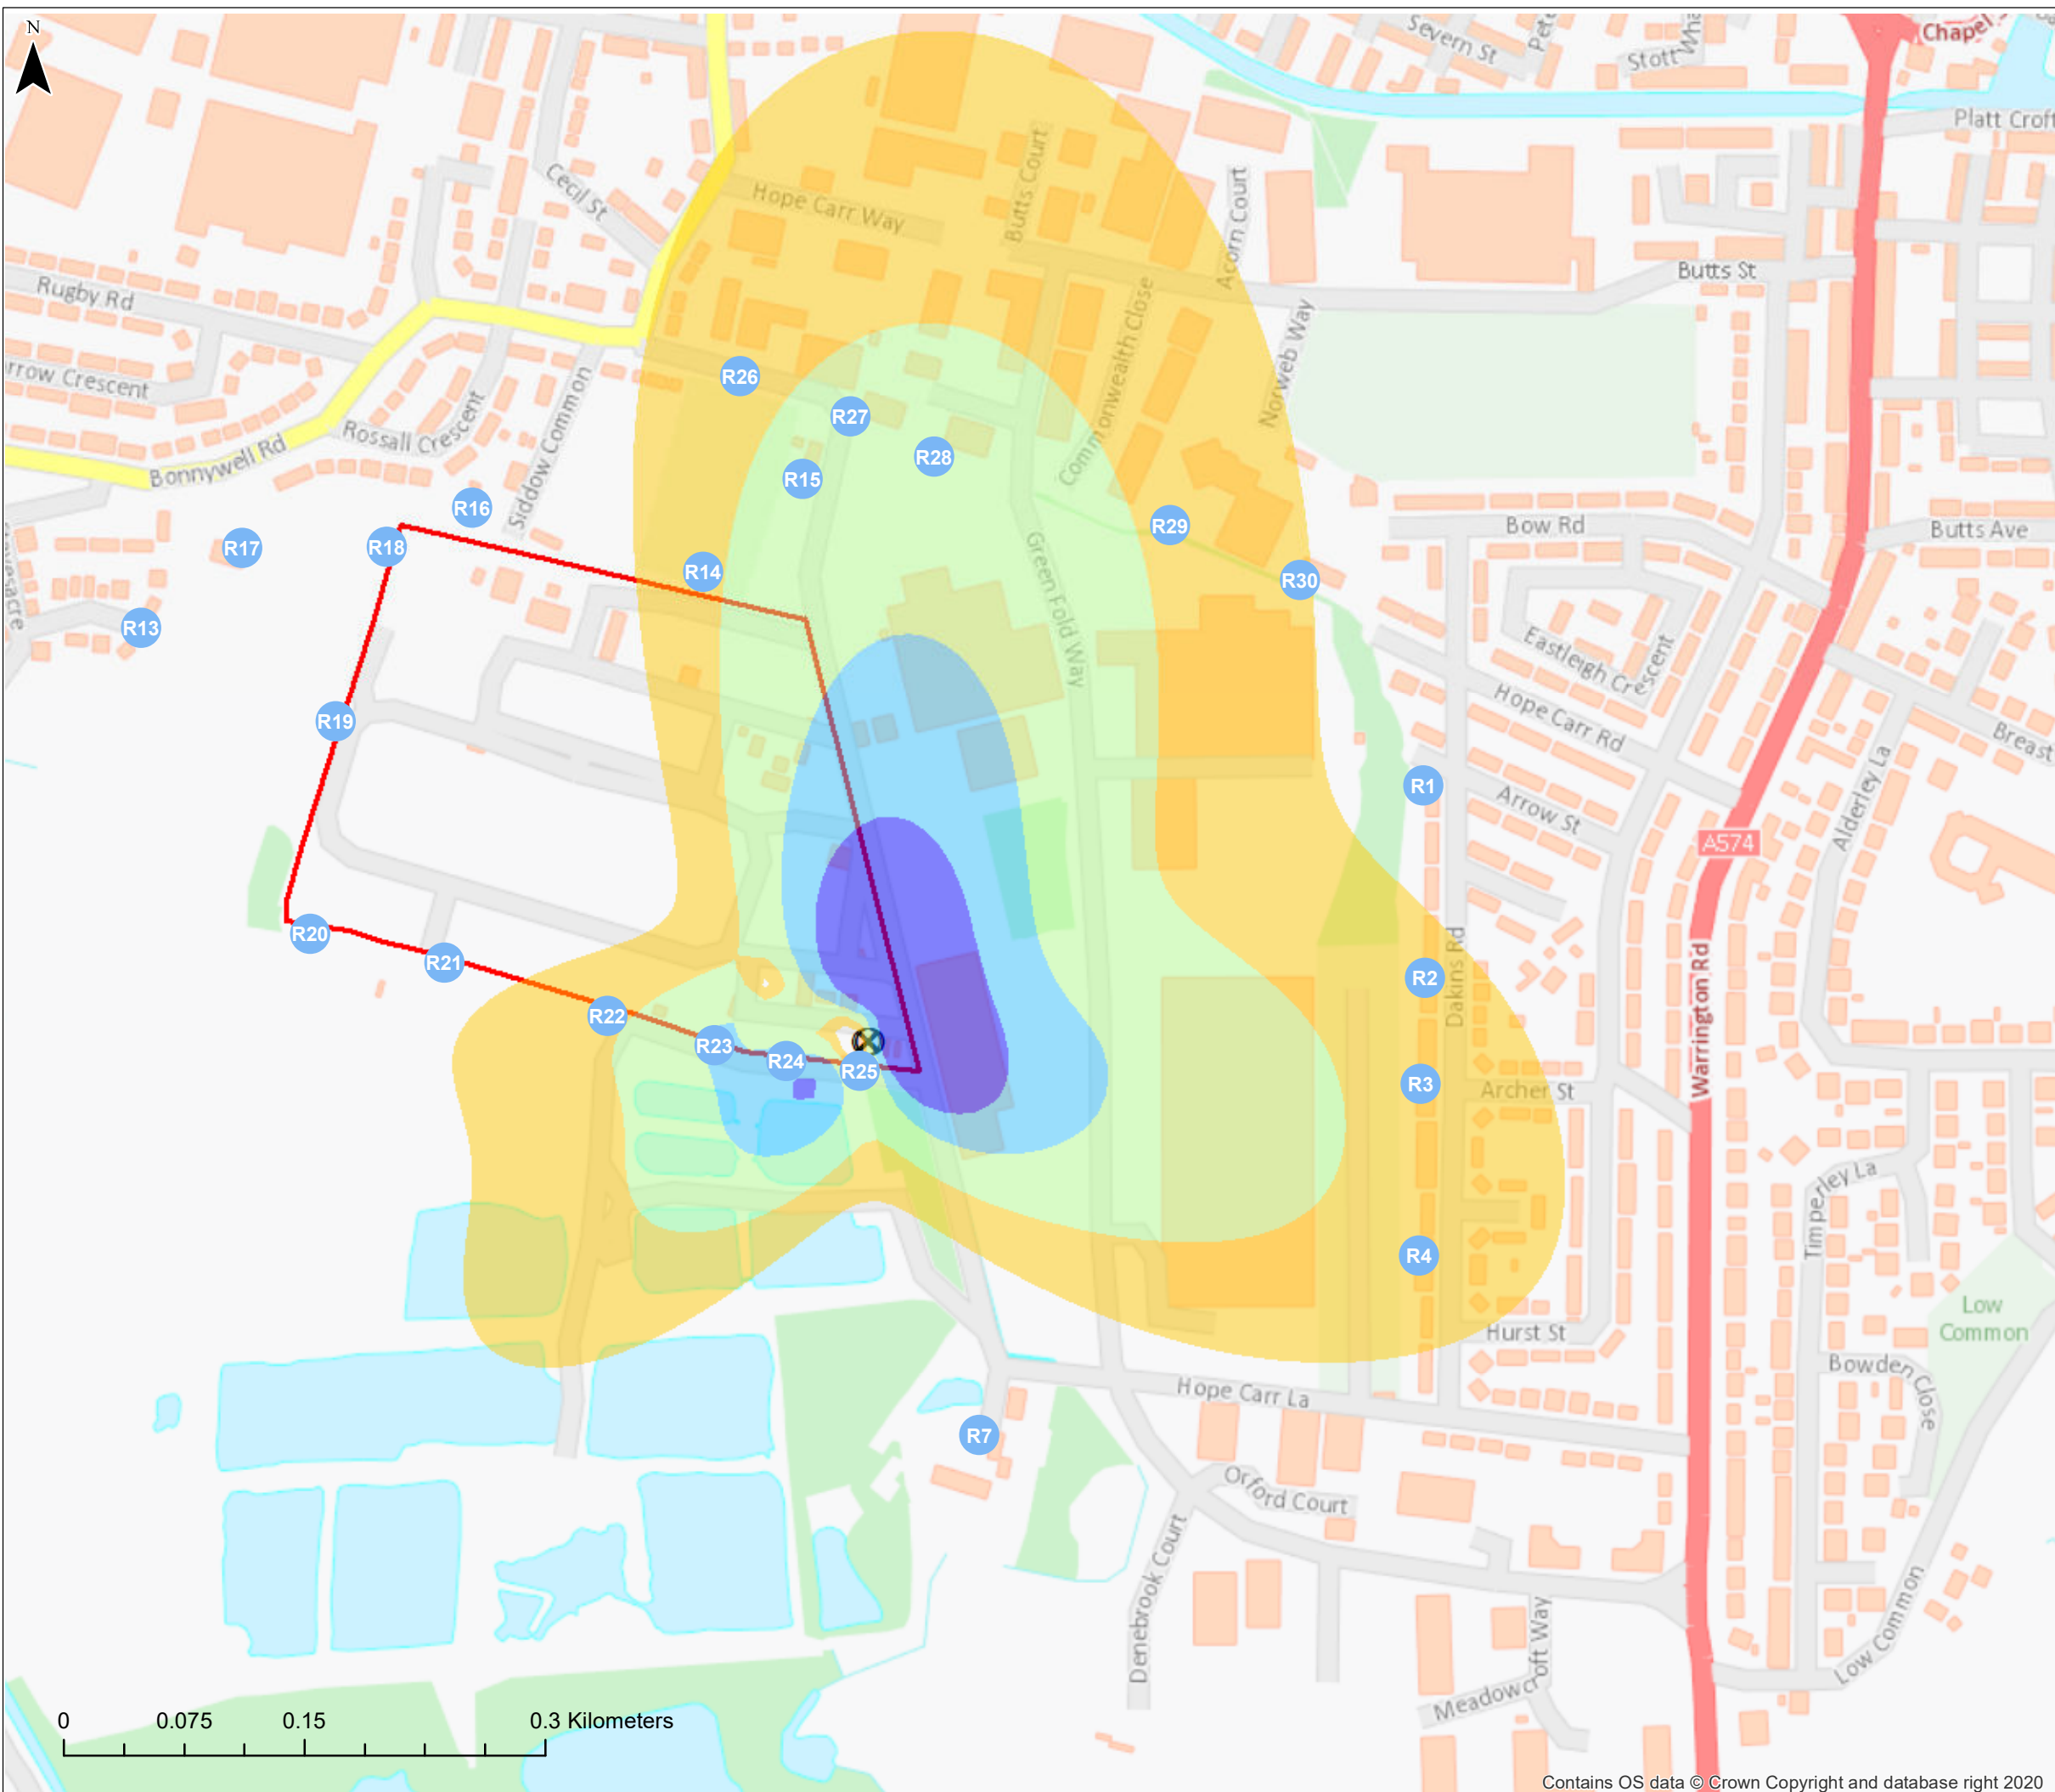 N
Chapel S
Severn St
Pete
Stott Wha
Platt Croft
Cecil St
Hope Carr Way
Butts Court
Acorn Court
Butts St
Rugby Rd
Commonwealth Close
Norweb Way
arrow Crescent
R26
R27
Rossall Crescent
Siddow Common
Bonnywell Rd
R28
R15
R16
R29
Bow Rd
Butts Ave
R17
R18
R14
R30
Green Fold Way
R13
Eastleigh Crescent
Hope Carr Rd
R19
Breast
R1
Arrow St
Alderley La
A574
R20
R21
R2
Dakins Rd
Warrington Rd
R22
R23
R24
R25
R3
Archer St
Timperley La
R4
Hurst St
Low
Common
Bowden Close
Hope Carr La
R7
Orford Court
Denebrook Court
Meadowcroft Way
Low Common
0 0.075 0.15 0.3 Kilometers
Contains OS data © Crown Copyright and database right 2020